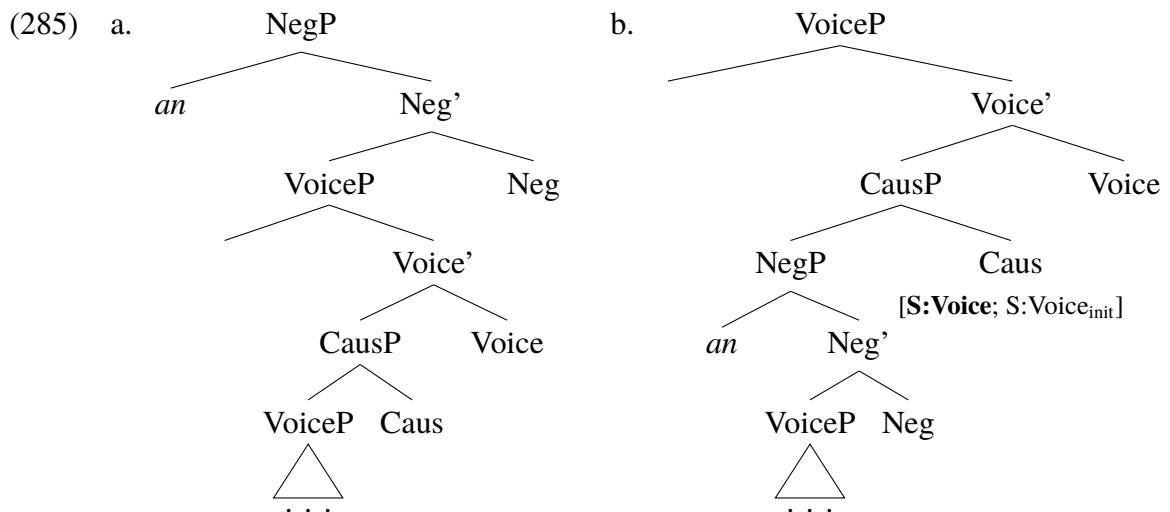 (285) a. NegP b. VoiceP
an Neg’ Voice’
VoiceP Neg CausP Voice
Voice’ NegP Caus
[S:Voice; S:Voiceinit]
CausP Voice an Neg’
VoiceP Caus VoiceP Neg
. . . . . .